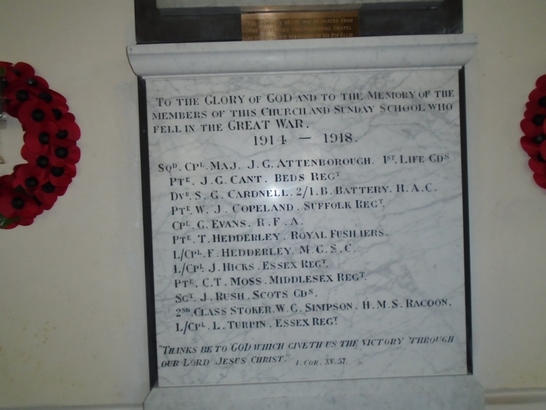 To the Glory of God and to the Memory of the
members of this Church and Sunday School who
fell in the Great War.
1914 — 1918.
Sqd. Cpl. Maj. J. G. Attenborough. 1st. Life Gds
Pte. J. G. Cant. Beds Regt
Dvr. S. G. Cardnell. 2/1. B. Battery. H. A. C.
Pte. W. J. Copeland. Suffolk Regt.
Cpl. G. Evans. R. F. A.
Pte. T. Hedderley. Royal Fusiliers.
L/Cpl. F. Hedderley. M. G. S. C.
L/Cpl. J. Hicks. Essex Regt.
Pte. C. T. Moss. Middlesex Regt.
Sgt. J. Rush. Scots Gds.
2nd. Class Stoker. W. G. Simpson. H. M. S. Racoon.
L/Cpl. L. Turpin. Essex Regt
"Thanks be to God which giveth us the victory through
our Lord Jesus Christ." 1. Cor. XV. 57.